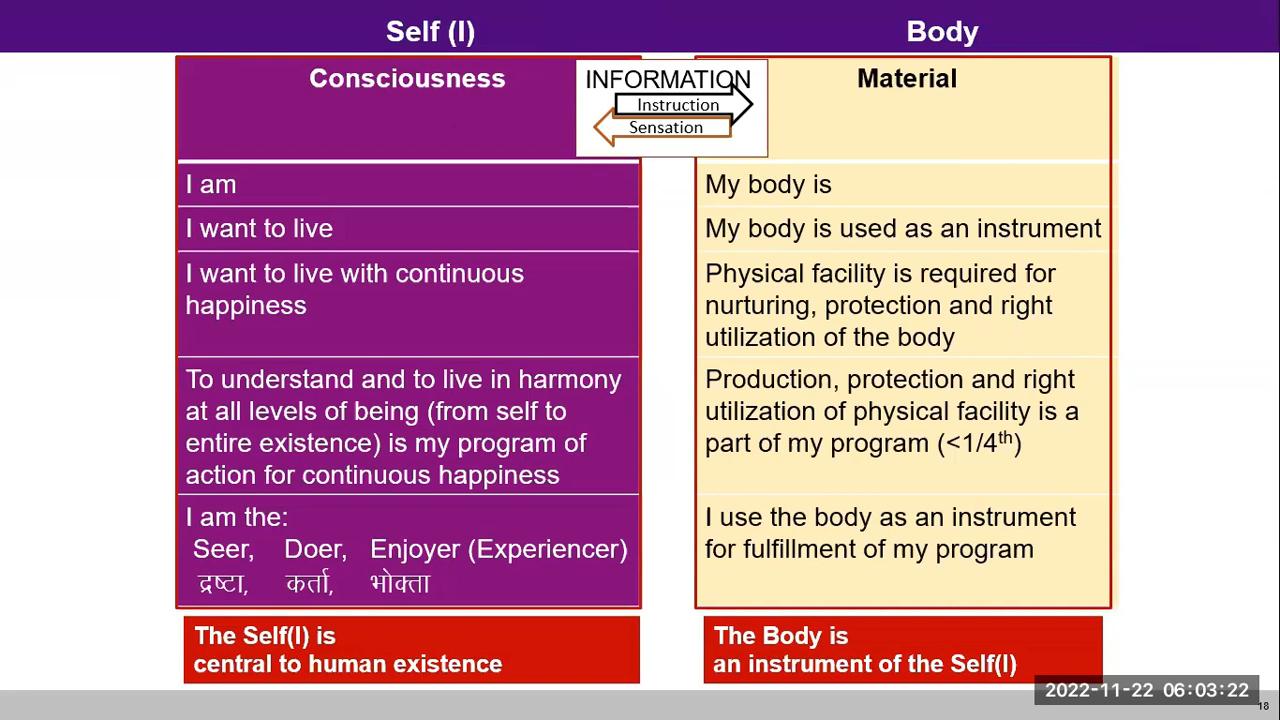 Self (I)
Body
Consciousness
INFORMATION
Instruction
Sensation
Material
I am
My body is
I want to live
My body is used as an instrument
I want to live with continuous
happiness
Physical facility is required for
nurturing, protection and right
utilization of the body
To understand and to live in harmony
at all levels of being (from self to
entire existence) is my program of
action for continuous happiness
Production, protection and right
utilization of physical facility is a
part of my program (<1/4th)
I am the:
Seer, Doer, Enjoyer (Experiencer)
द्रष्टा, कर्ता, भोक्ता
I use the body as an instrument
for fulfillment of my program
The Self(I) is
central to human existence
The Body is
an instrument of the Self(I)
2022-11-22 06:03:22
18